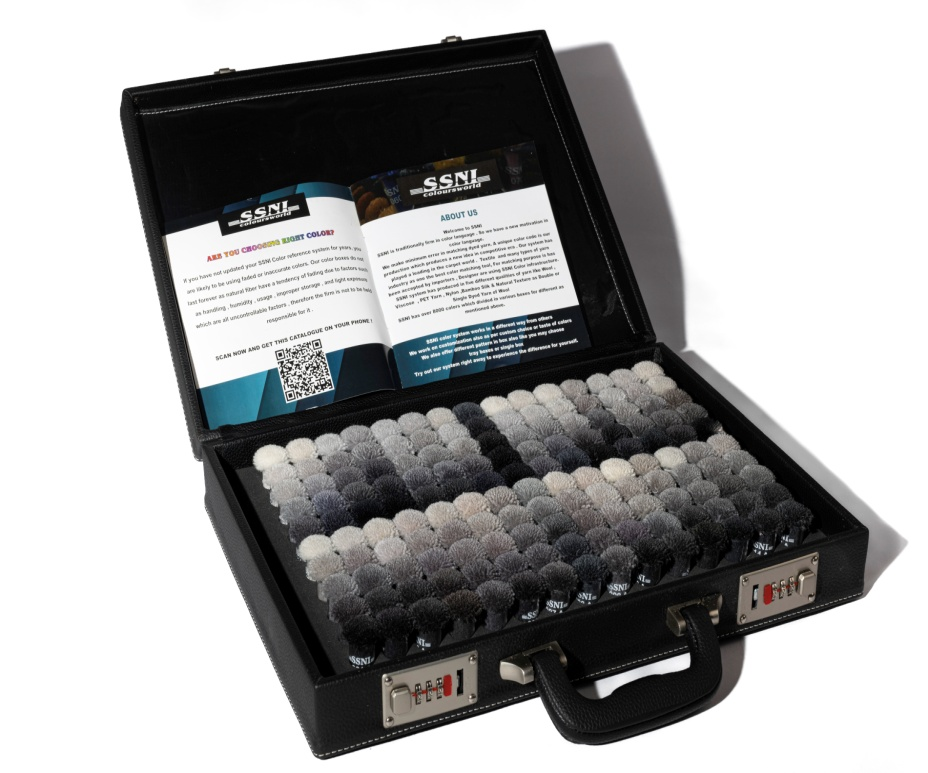 SSNI
coloursworld
ARE YOU CHOOSING RIGHT COLOR?
If you have not updated your SSNI Color reference system for years , you
are likely to be using faded or inaccurate colors. Our color boxes do not
last forever as natural fiber have a tendency of fading due to factors such
as handling , humidity , usage , improper storage , and light exposure
which are all uncontrollable factors , therefore the firm is not to be held
responsible for it .
SCAN NOW AND GET THIS CATALOGUE ON YOUR PHONE !
SSNI
coloursworld
ABOUT US
Welcome to SSNI
SSNI is traditionally firm in color language . So we have a new motivation in
color language.
We make minimum error in matching dyed yarn, A unique color code is our
production which produces a new idea in competitive era . Our system has
played a leading in the carpet world , Textile and many types of yarn
industry as one the best color matching tool, For matching purpose it has
been accepted by importers , Designer are using SSNI Color infrastructure.
SSNI system has produced in five different qualities of yarn like Wool ,
Viscose , PET Yarn , Nylon ,Bamboo Silk & Natural Texture as Double or
Single Dyed Yarn of Wool
SSNI has over 8000 colors which divided in various boxes for different as
mentioned above.
SSNI color system works in a different way from others
We work on customization also as per custom choice or taste of colors
We also offer different pattern in box also like you may choose
tray boxes or single box
Try out our system right away to experience the difference for yourself.
SSNI
SSNI
SSNI
SSNI
SSNI
SSNI